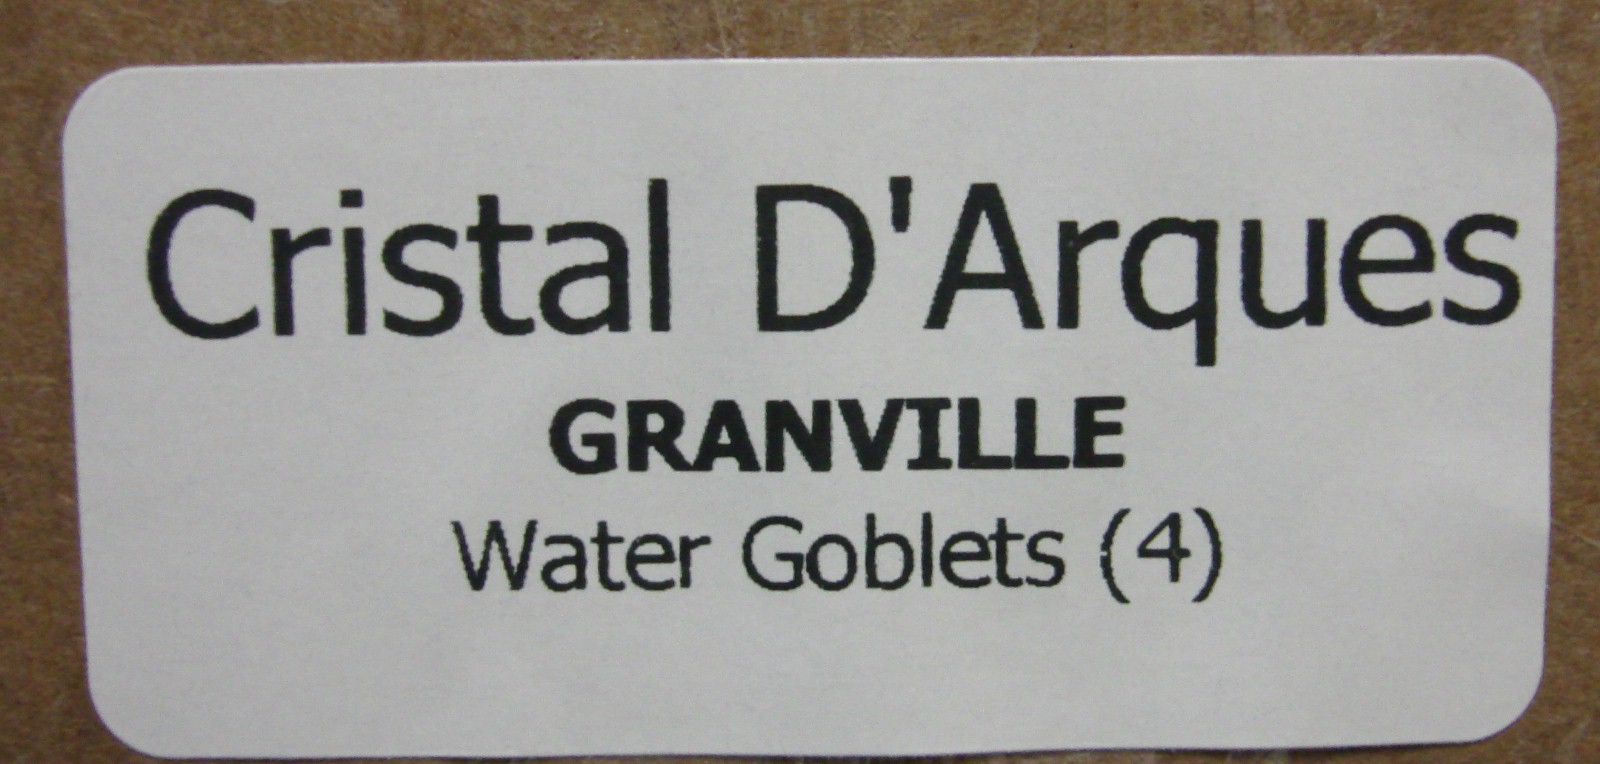 Cristal D'Arques
GRANVILLE
Water Goblets (4)